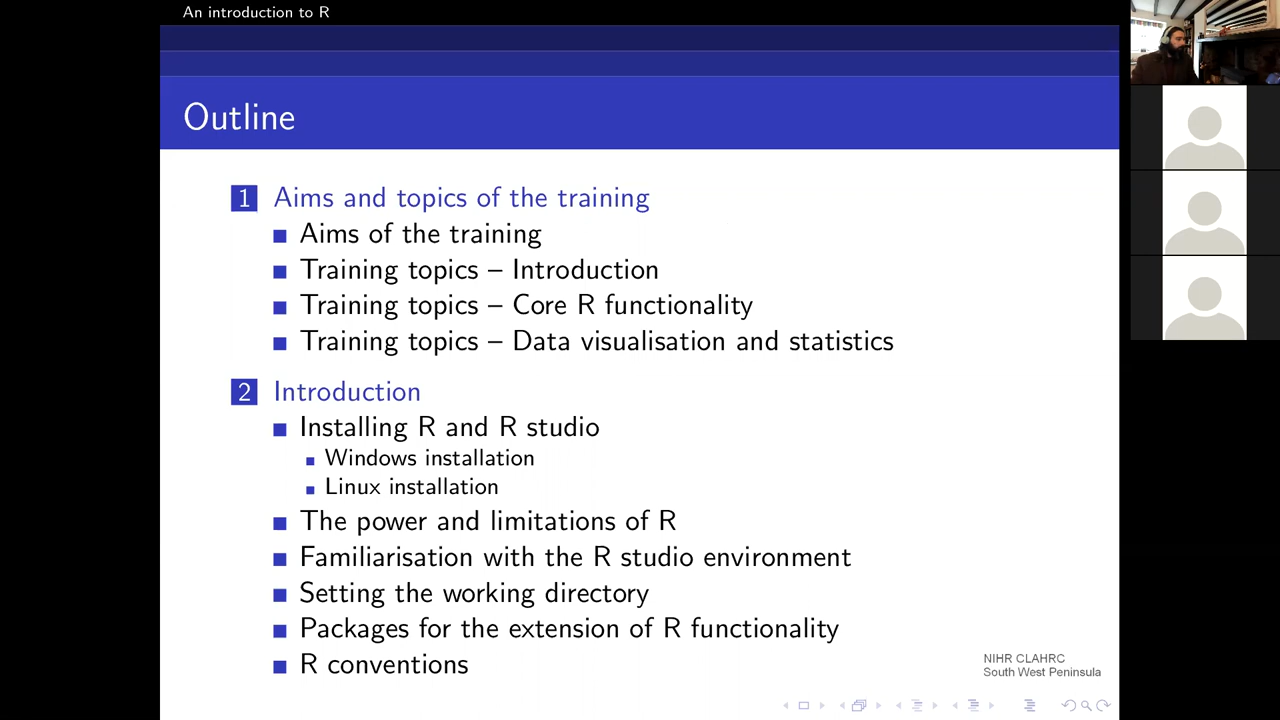 An introduction to R
Outline
1 Aims and topics of the training
Aims of the training
Training topics – Introduction
Training topics – Core R functionality
Training topics – Data visualisation and statistics
2 Introduction
Installing R and R studio
Windows installation
Linux installation
The power and limitations of R
Familiarisation with the R studio environment
Setting the working directory
Packages for the extension of R functionality
R conventions
NIHR CLAHRC
South West Peninsula